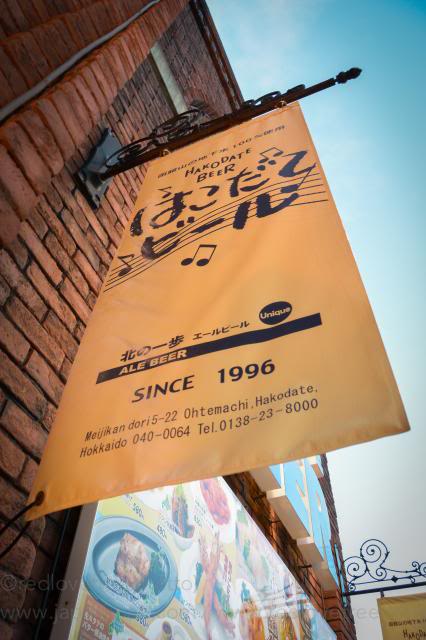 函館山の地下水100%使用
HAKODATE
BEER
はこだて
ビール
北の一歩 エールビール Unique
ALE BEER
SINCE 1996
Meijikan dori 5-22 Ohtemachi, Hakodate,
Hokkaido 040-0064 Tel.0138-23-8000